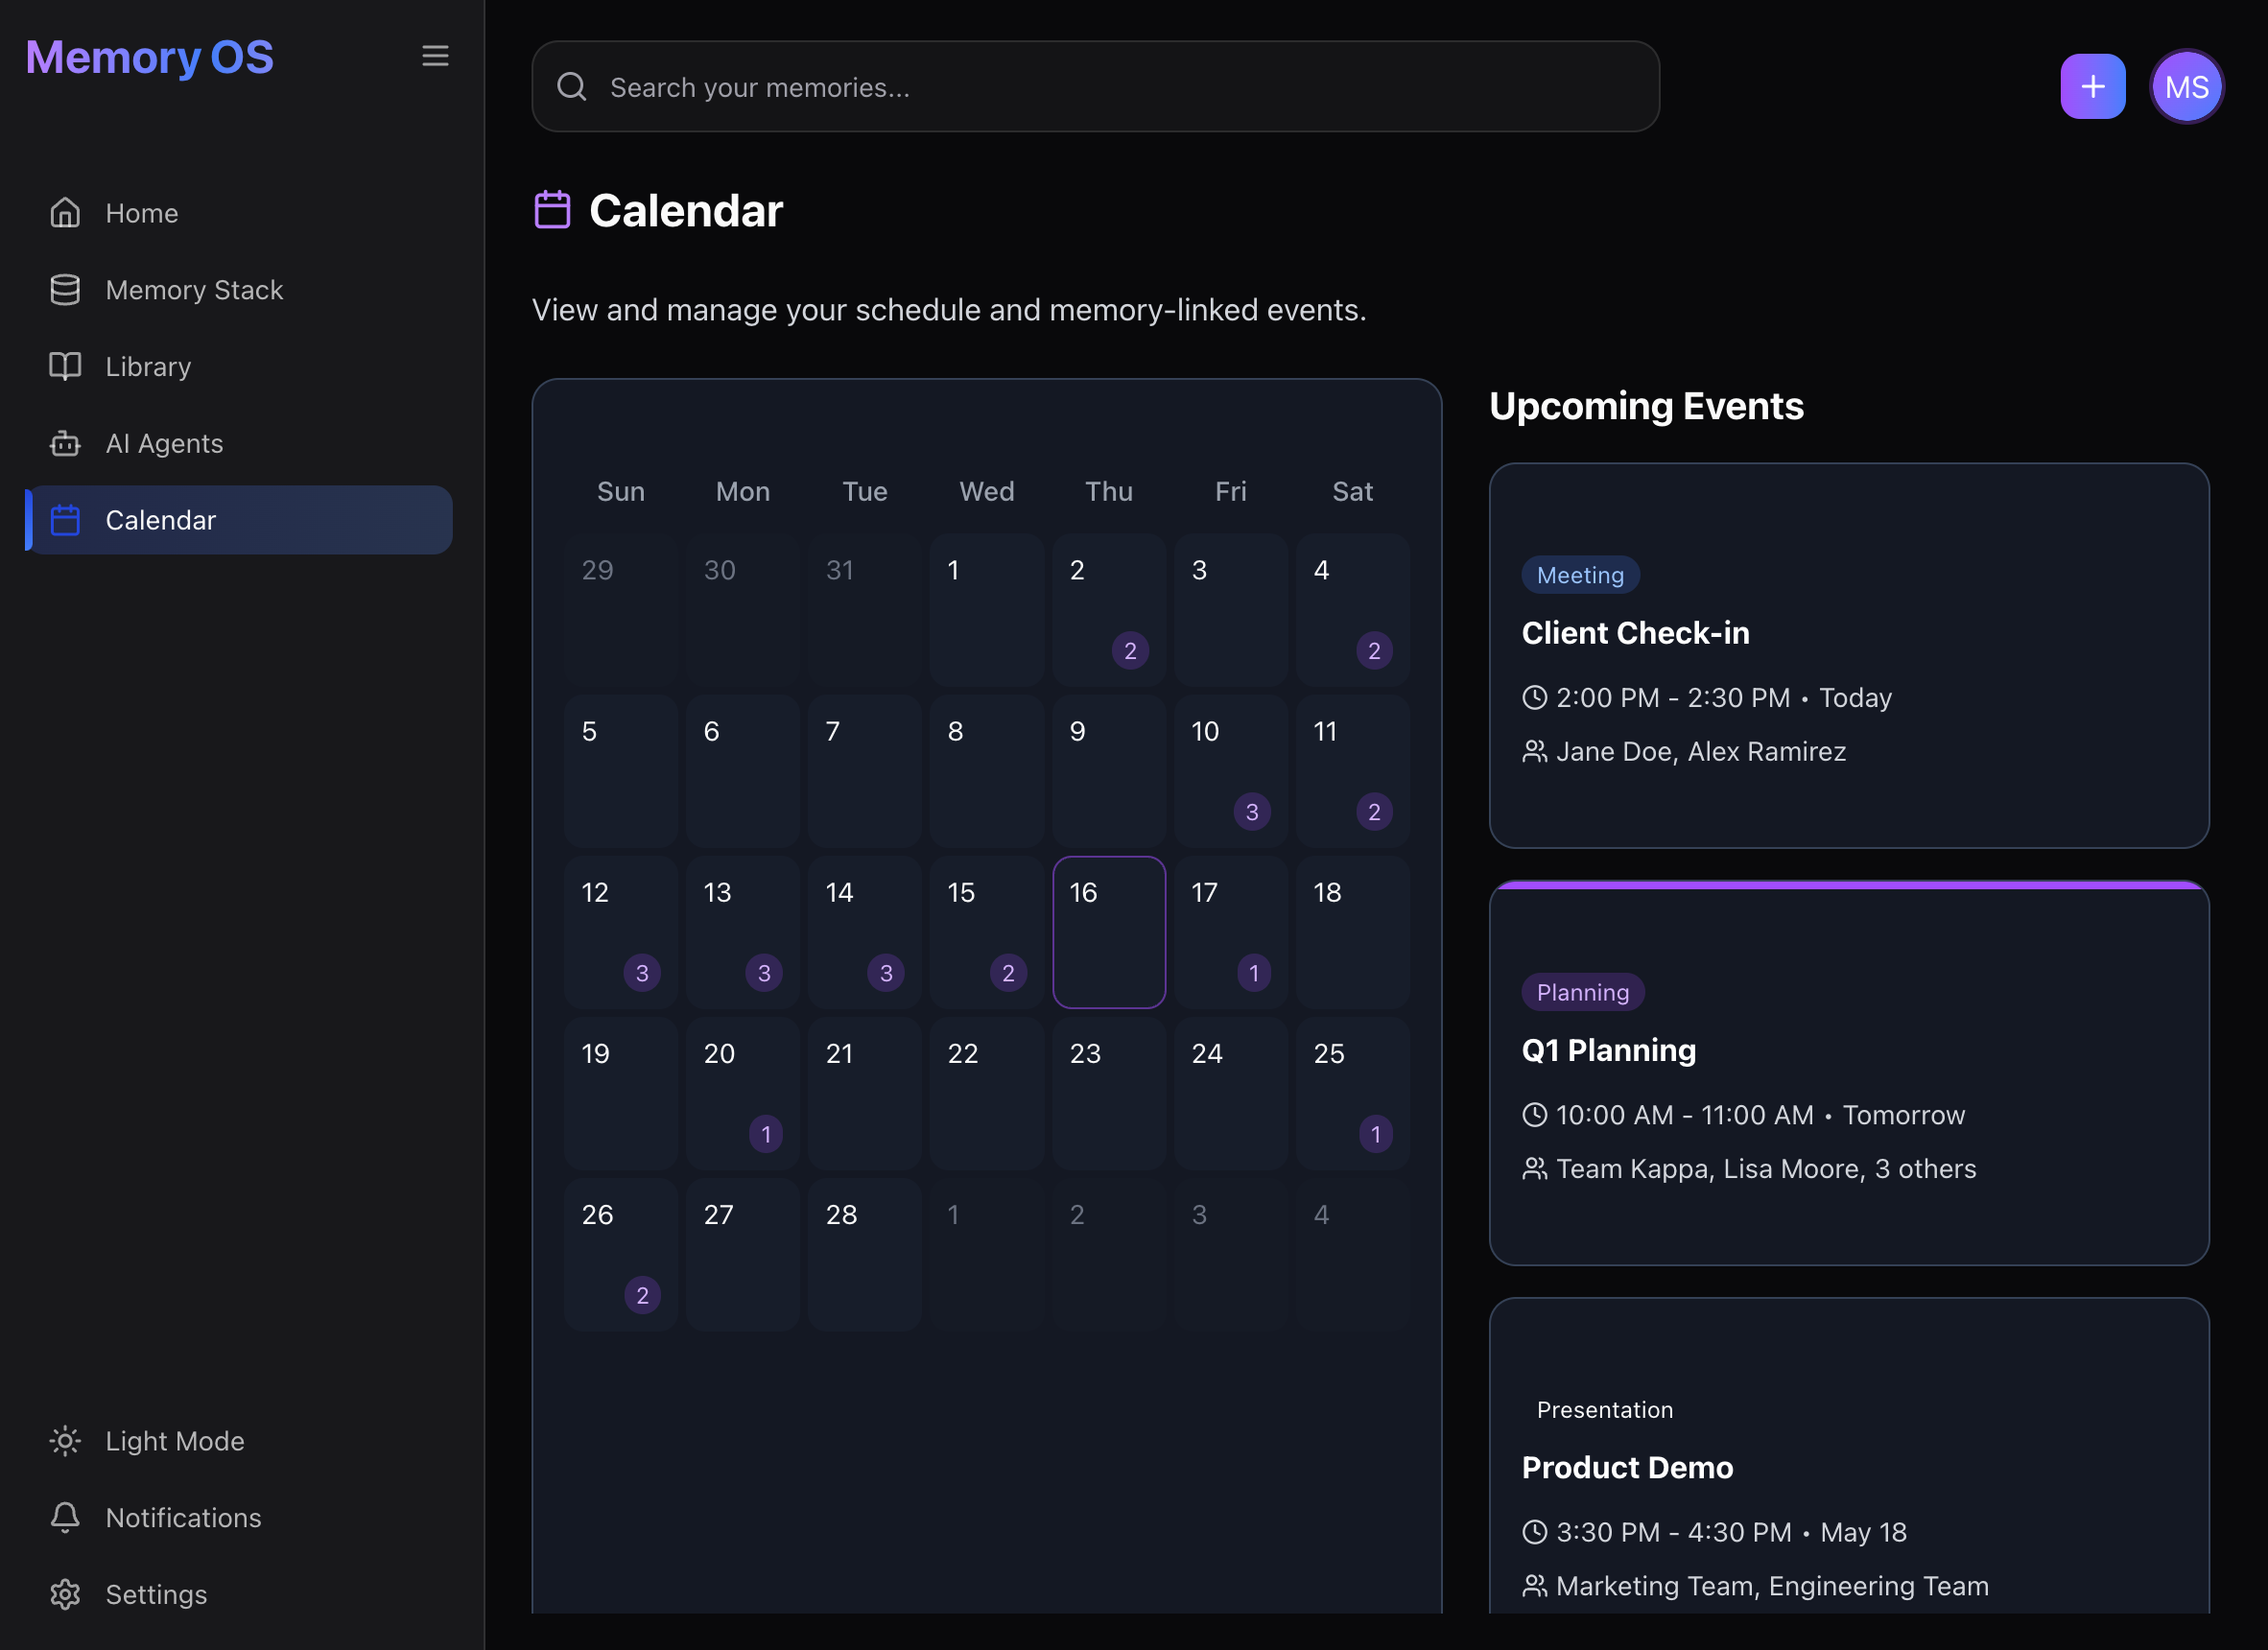 Memory OS
Home
Memory Stack
Library
AI Agents
Calendar
Light Mode
Notifications
Settings
Search your memories...
MS
Calendar
View and manage your schedule and memory-linked events.
Sun Mon Tue Wed Thu Fri Sat
29 30 31 1 2 3 4
2 2
5 6 7 8 9 10 11
3 2
12 13 14 15 16 17 18
3 3 3 2 1
19 20 21 22 23 24 25
1 1
26 27 28 1 2 3 4
2
Upcoming Events
Meeting
Client Check-in
2:00 PM - 2:30 PM • Today
Jane Doe, Alex Ramirez
Planning
Q1 Planning
10:00 AM - 11:00 AM • Tomorrow
Team Kappa, Lisa Moore, 3 others
Presentation
Product Demo
3:30 PM - 4:30 PM • May 18
Marketing Team, Engineering Team